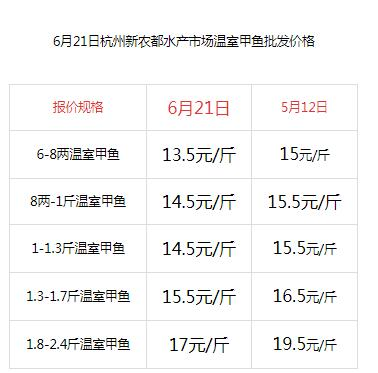 6月21日杭州新农都水产市场温室甲鱼批发价格
报价规格 6月21日 5月12日
6-8两温室甲鱼 13.5元/斤 15元/斤
8两-1斤温室甲鱼 14.5元/斤 15.5元/斤
1-1.3斤温室甲鱼 14.5元/斤 15.5元/斤
1.3-1.7斤温室甲鱼 15.5元/斤 16.5元/斤
1.8-2.4斤温室甲鱼 17元/斤 19.5元/斤